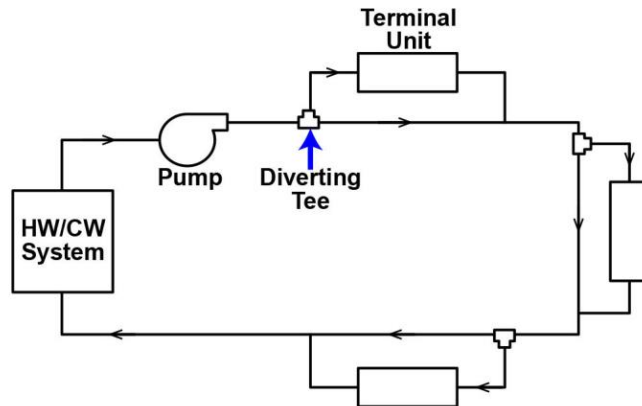 Terminal
Unit
Pump
Diverting
Tee
HW/CW
System